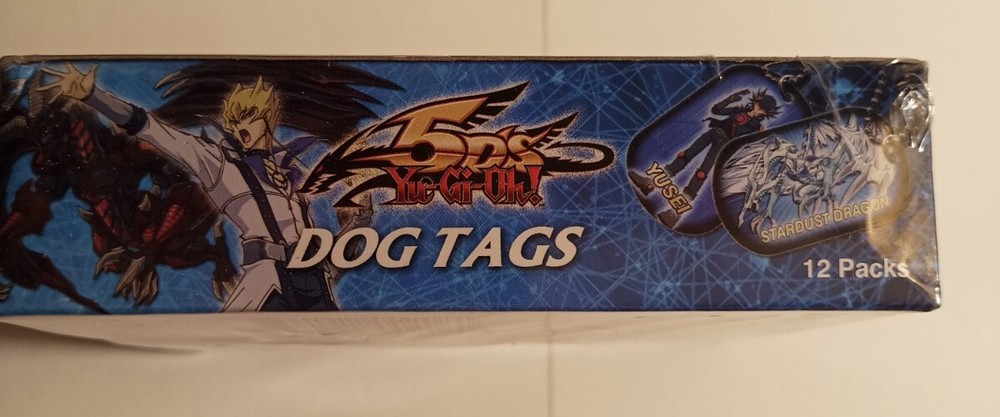 5D's
Yu-Gi-Oh!
DOG TAGS
YUSEI
STARDUST DRAGON
12 Packs